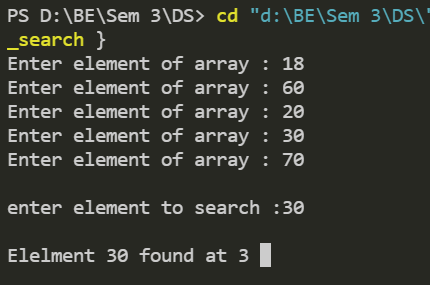 PS D:\BE\Sem 3\DS> cd "d:\BE\Sem 3\DS\"
_search }
Enter element of array : 18
Enter element of array : 60
Enter element of array : 20
Enter element of array : 30
Enter element of array : 70
enter element to search :30
Elelment 30 found at 3